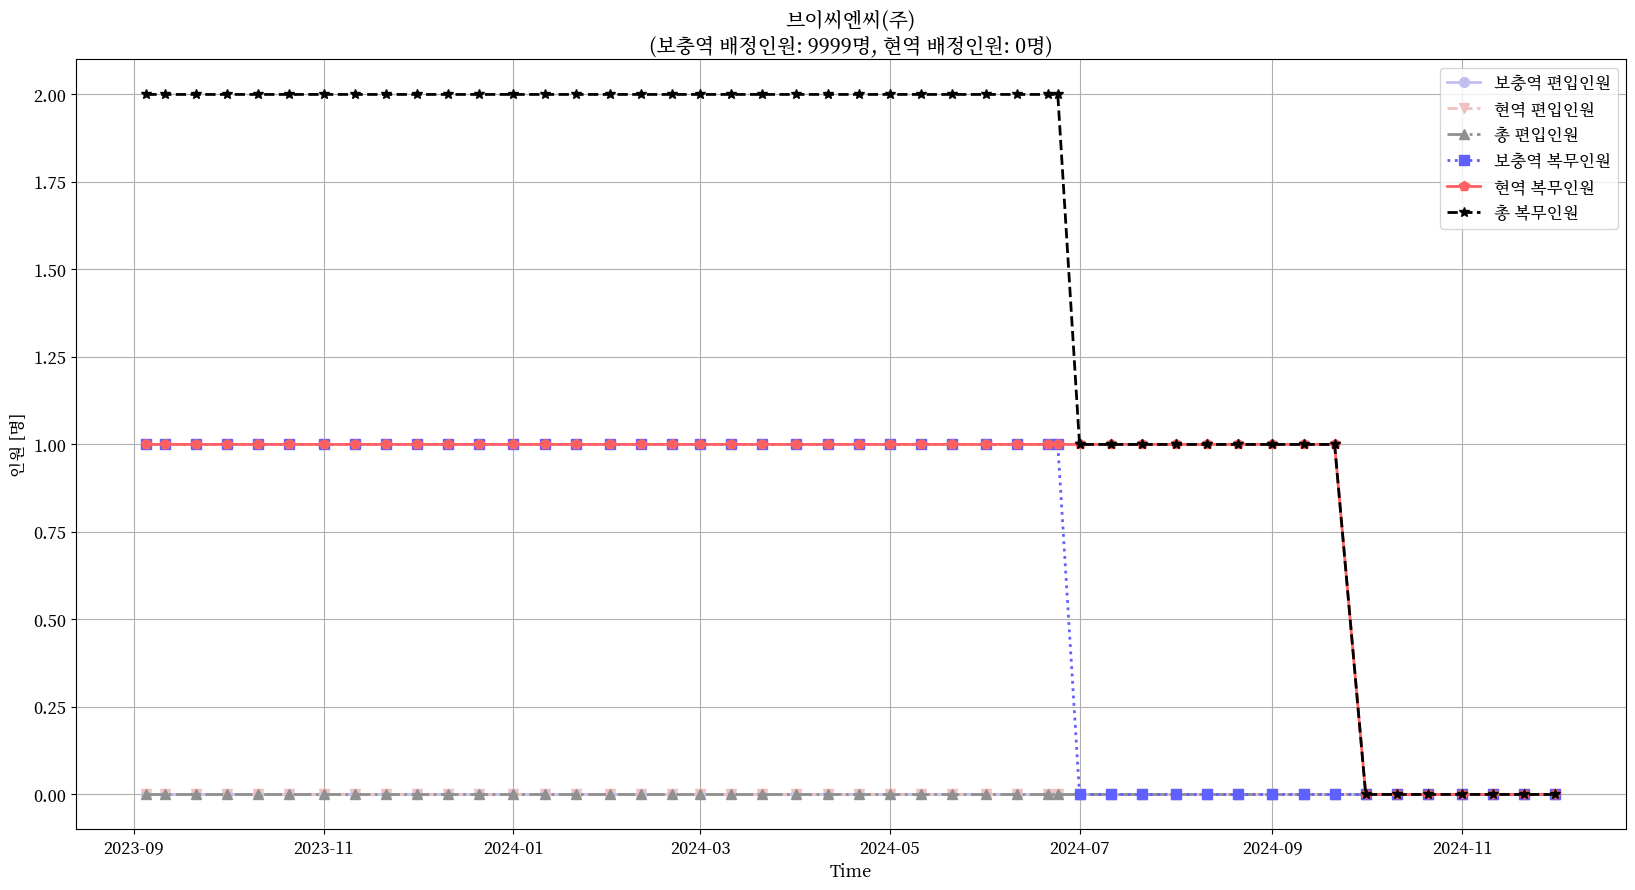 브이씨엔씨(주)
(보충역 배정인원: 9999명, 현역 배정인원: 0명)
보충역 편입인원
현역 편입인원
총 편입인원
보충역 복무인원
현역 복무인원
총 복무인원
인원 [명]
2.00
1.75
1.50
1.25
1.00
0.75
0.50
0.25
0.00
2023-09 2023-11 2024-01 2024-03 2024-05 2024-07 2024-09 2024-11
Time